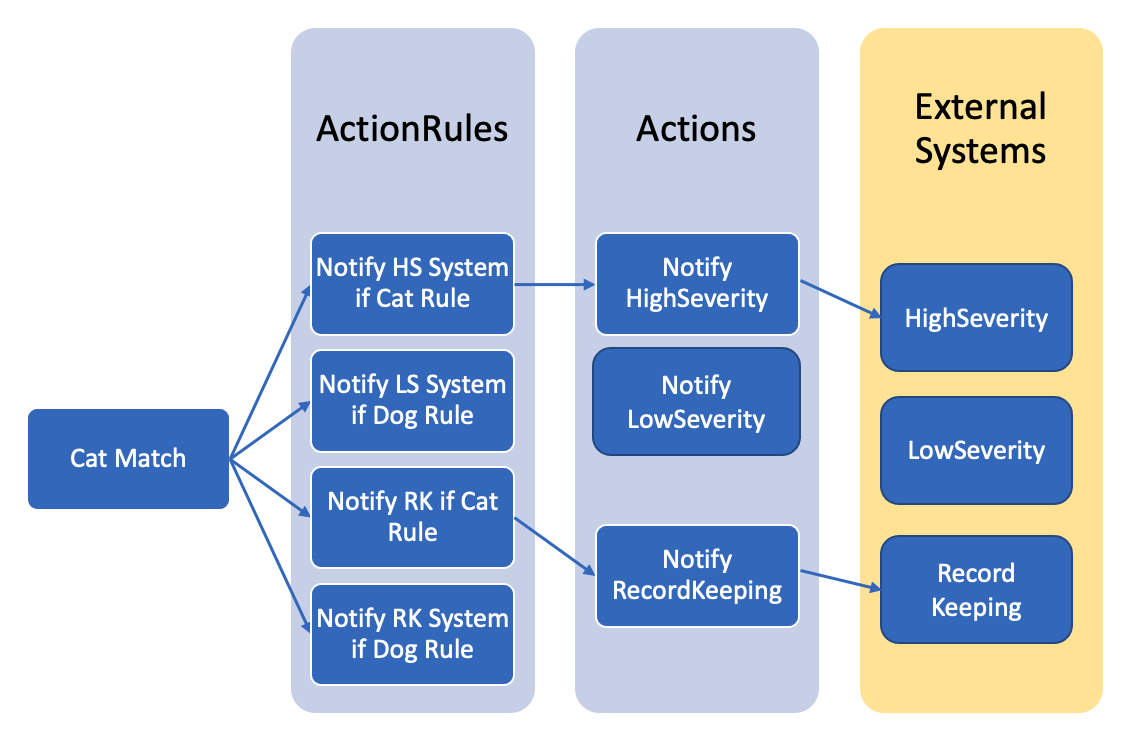 ActionRules
Actions
External
Systems
Cat Match
Notify HS System
if Cat Rule
Notify LS System
if Dog Rule
Notify RK if Cat
Rule
Notify RK System
if Dog Rule
Notify
HighSeverity
Notify
LowSeverity
Notify
RecordKeeping
HighSeverity
LowSeverity
Record
Keeping